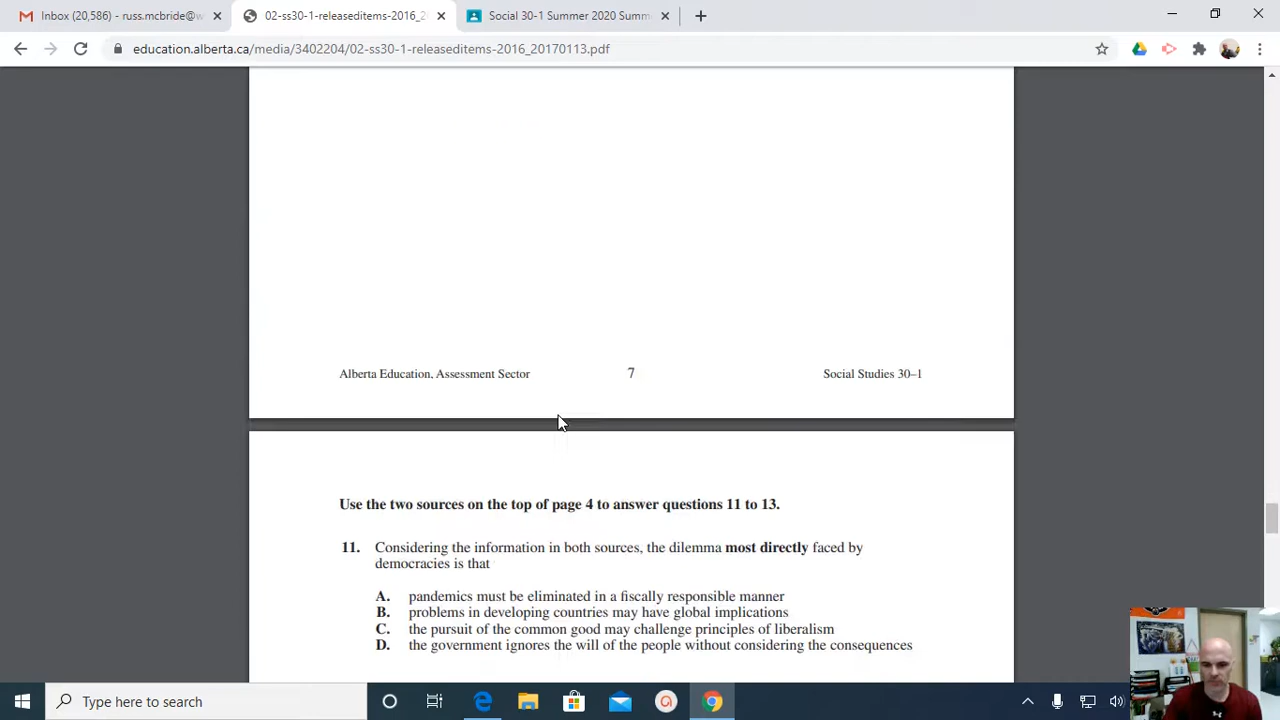 Inbox (20,586) - russ.mcbride@w
02-ss30-1-releaseditems-2016_2
Social 30-1 Summer 2020 Summ
education.alberta.ca/media/3402204/02-ss30-1-releaseditems-2016_20170113.pdf
Alberta Education, Assessment Sector 7 Social Studies 30–1
Use the two sources on the top of page 4 to answer questions 11 to 13.
11. Considering the information in both sources, the dilemma most directly faced by
democracies is that
A. pandemics must be eliminated in a fiscally responsible manner
B. problems in developing countries may have global implications
C. the pursuit of the common good may challenge principles of liberalism
D. the government ignores the will of the people without considering the consequences
Type here to search